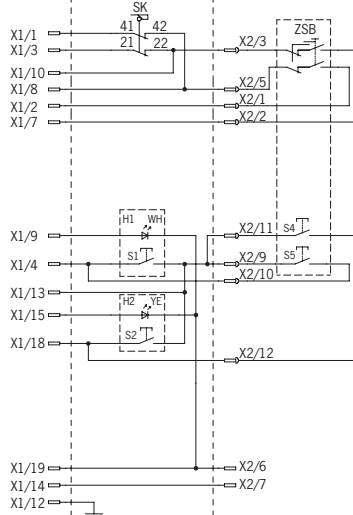 SK
41 42
X1/1
ZSB
21 22
X1/3 X2/3
X1/10
X1/8 X2/5
X1/2 X2/1
X1/7 X2/2
H1 WH
X1/9 X2/11 S4
S1 S5
X1/4 X2/9
X2/10
X1/13
H2 YE
X1/15
S2
X1/18
X2/12
X1/19 X2/6
X1/14 X2/7
X1/12